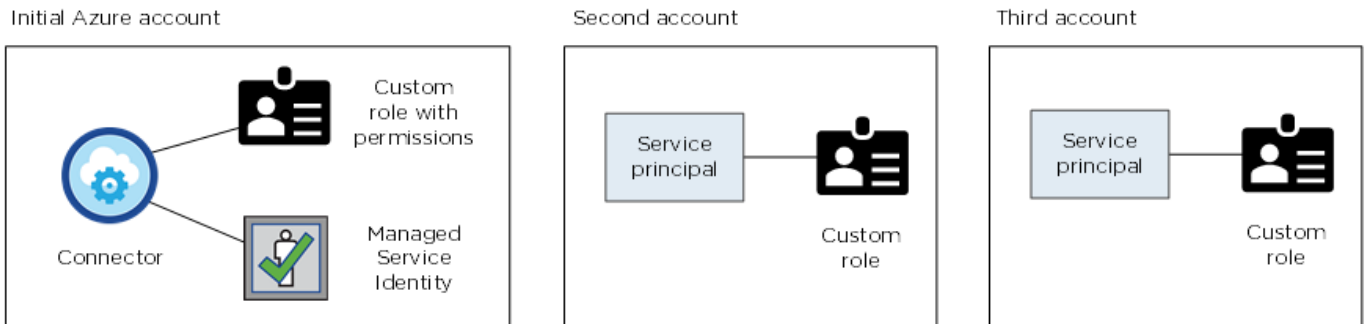 Initial Azure account
Custom
role with
permissions
Connector
Managed
Service
Identity
Second account
Service
principal
Custom
role
Third account
Service
principal
Custom
role